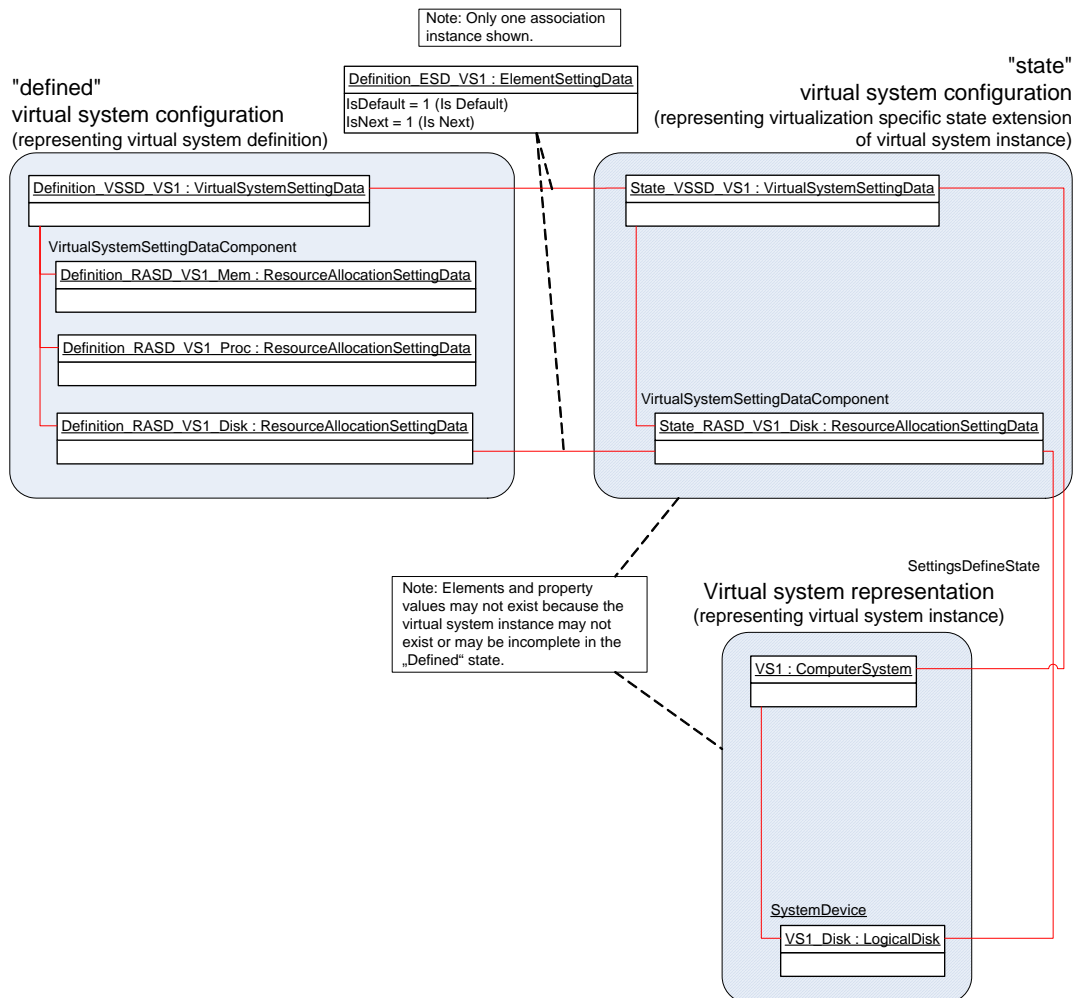 Note: Only one association
instance shown.
"defined"
virtual system configuration
(representing virtual system definition)
Definition_ESD_VS1 : ElementSettingData
IsDefault = 1 (Is Default)
IsNext = 1 (Is Next)
"state"
virtual system configuration
(representing virtualization specific state extension
of virtual system instance)
Definition_VSSD_VS1 : VirtualSystemSettingData
VirtualSystemSettingDataComponent
Definition_RASD_VS1_Mem : ResourceAllocationSettingData
Definition_RASD_VS1_Proc : ResourceAllocationSettingData
Definition_RASD_VS1_Disk : ResourceAllocationSettingData
State_VSSD_VS1 : VirtualSystemSettingData
VirtualSystemSettingDataComponent
State_RASD_VS1_Disk : ResourceAllocationSettingData
Note: Elements and property
values may not exist because the
virtual system instance may not
exist or may be incomplete in the
„Defined“ state.
SettingsDefineState
Virtual system representation
(representing virtual system instance)
VS1 : ComputerSystem
SystemDevice
VS1_Disk : LogicalDisk